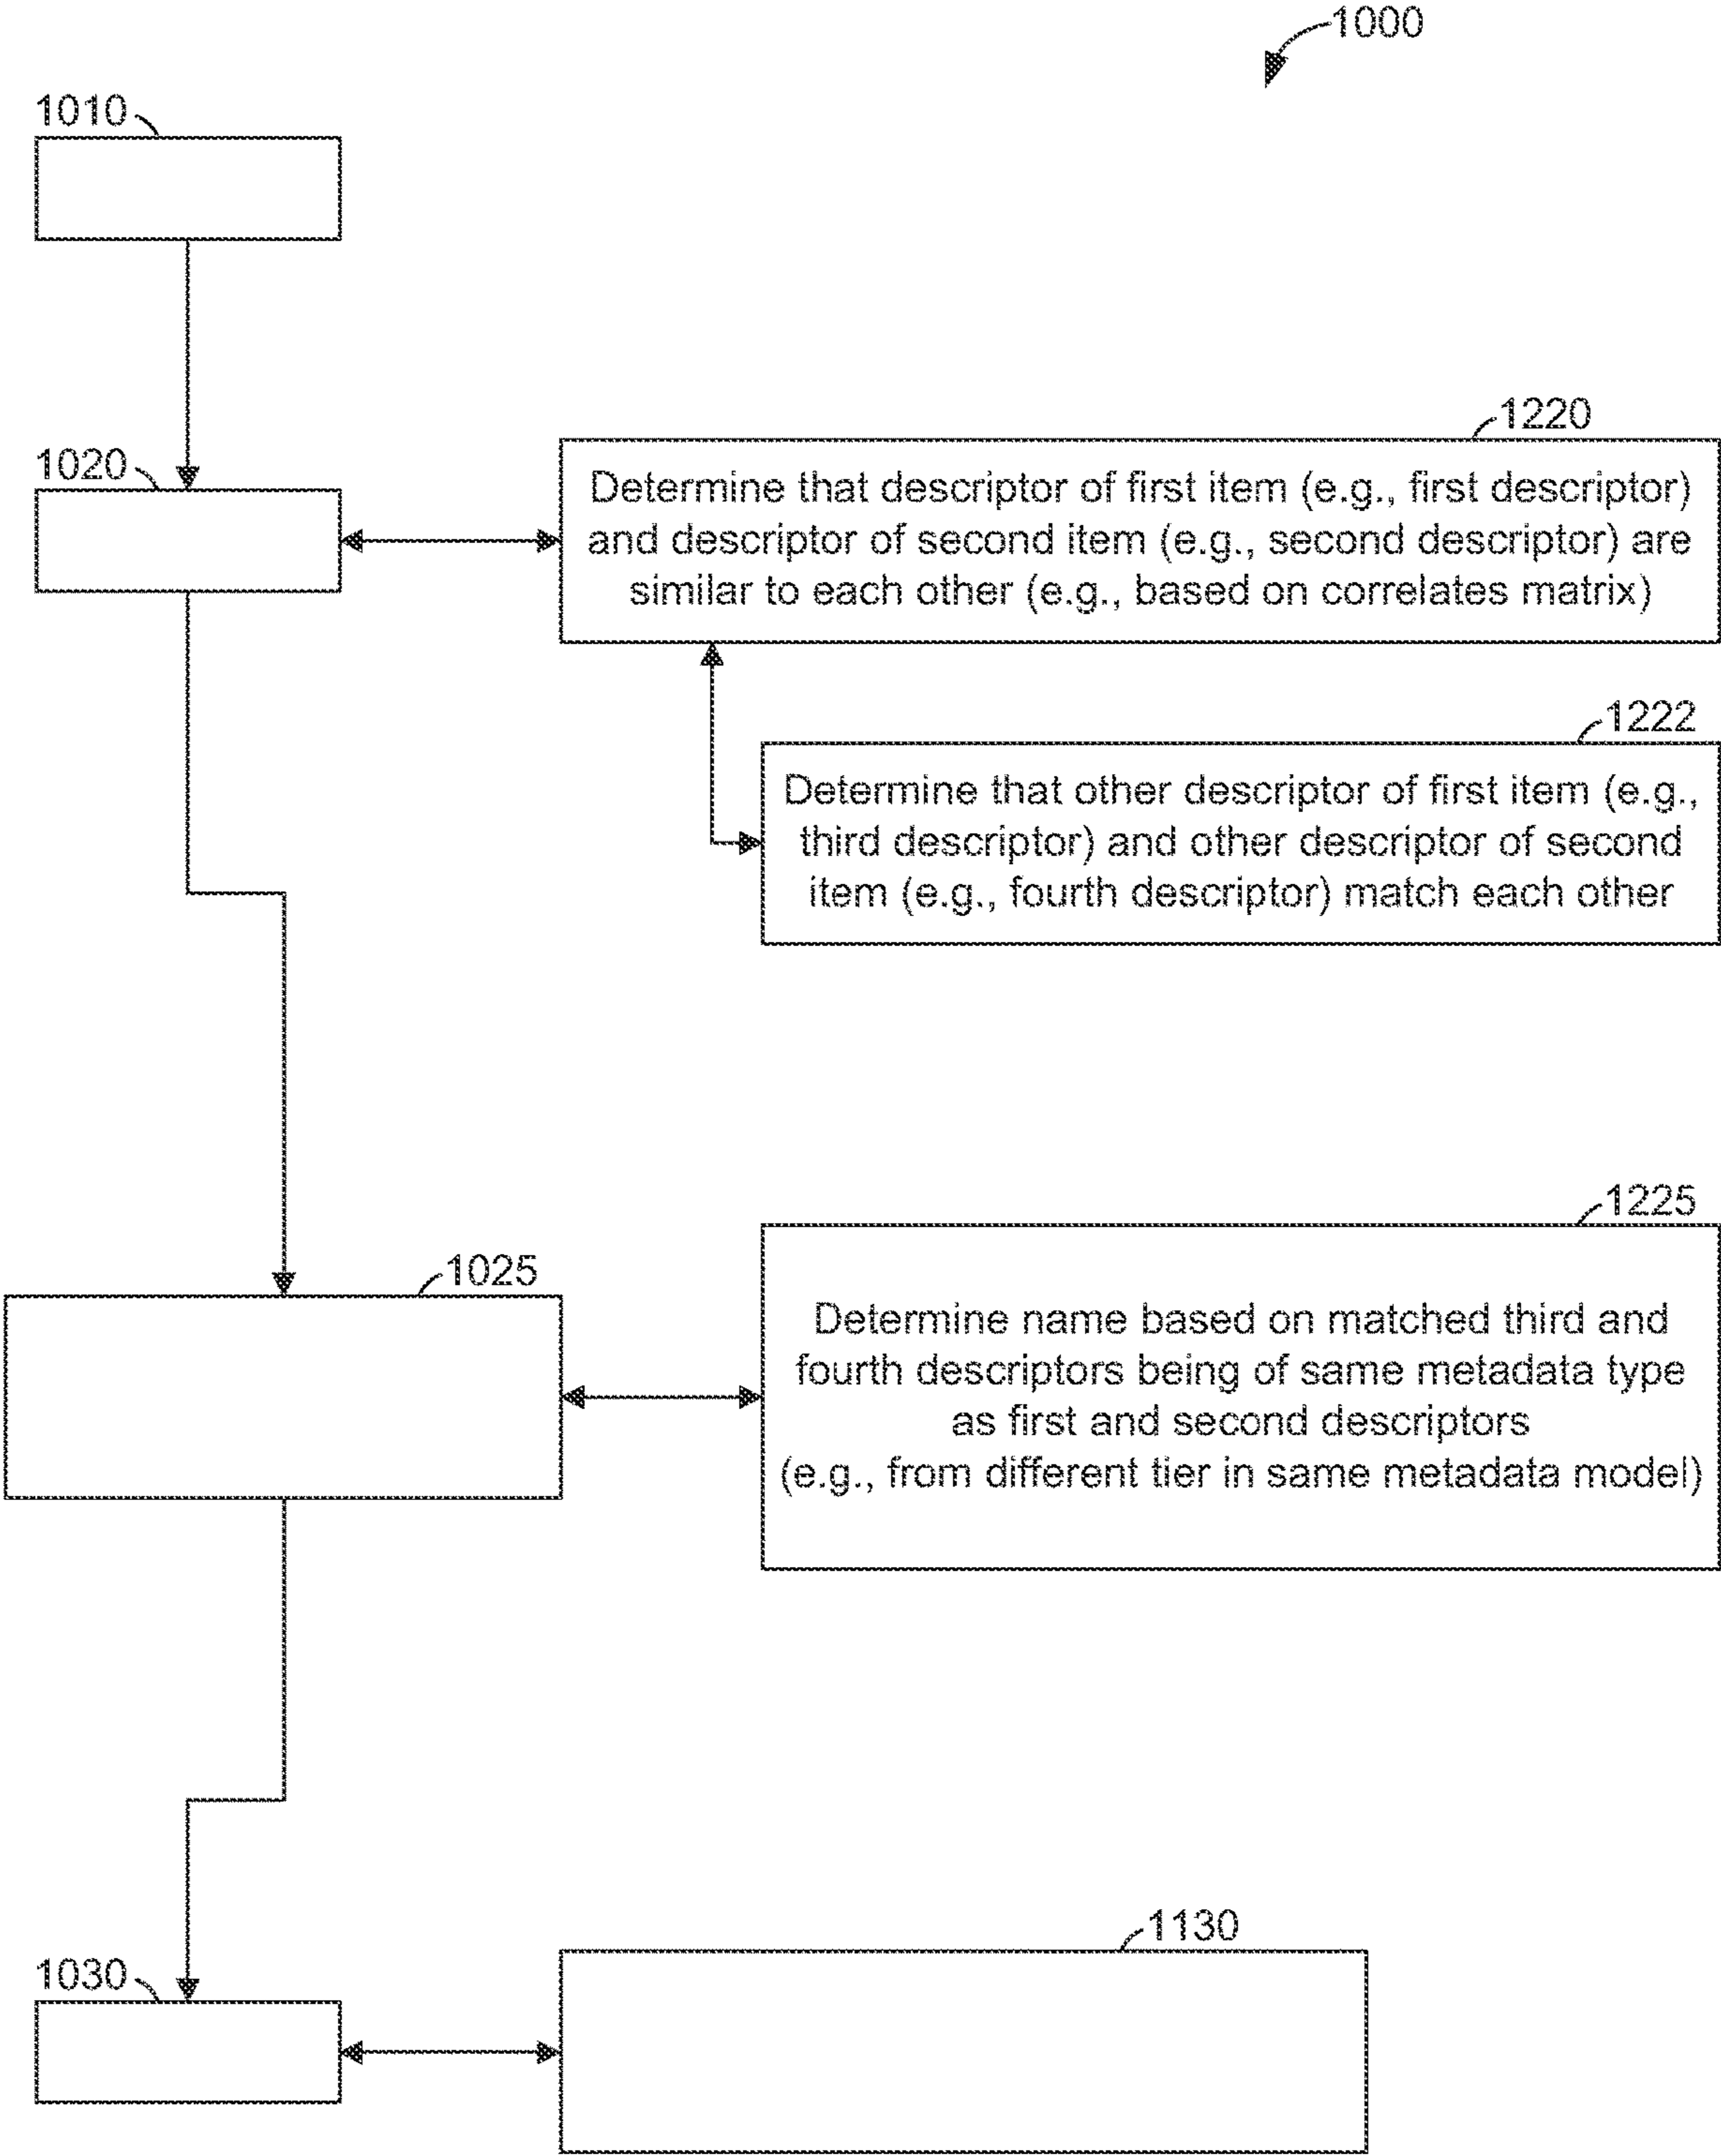 1000
1010
1220
1020
Determine that descriptor of first item (e.g., first descriptor)
and descriptor of second item (e.g., second descriptor) are
similar to each other (e.g., based on correlates matrix)
1222
Determine that other descriptor of first item (e.g.,
third descriptor) and other descriptor of second
item (e.g., fourth descriptor) match each other
1225
1025
Determine name based on matched third and
fourth descriptors being of same metadata type
as first and second descriptors
(e.g., from different tier in same metadata model)
1130
1030